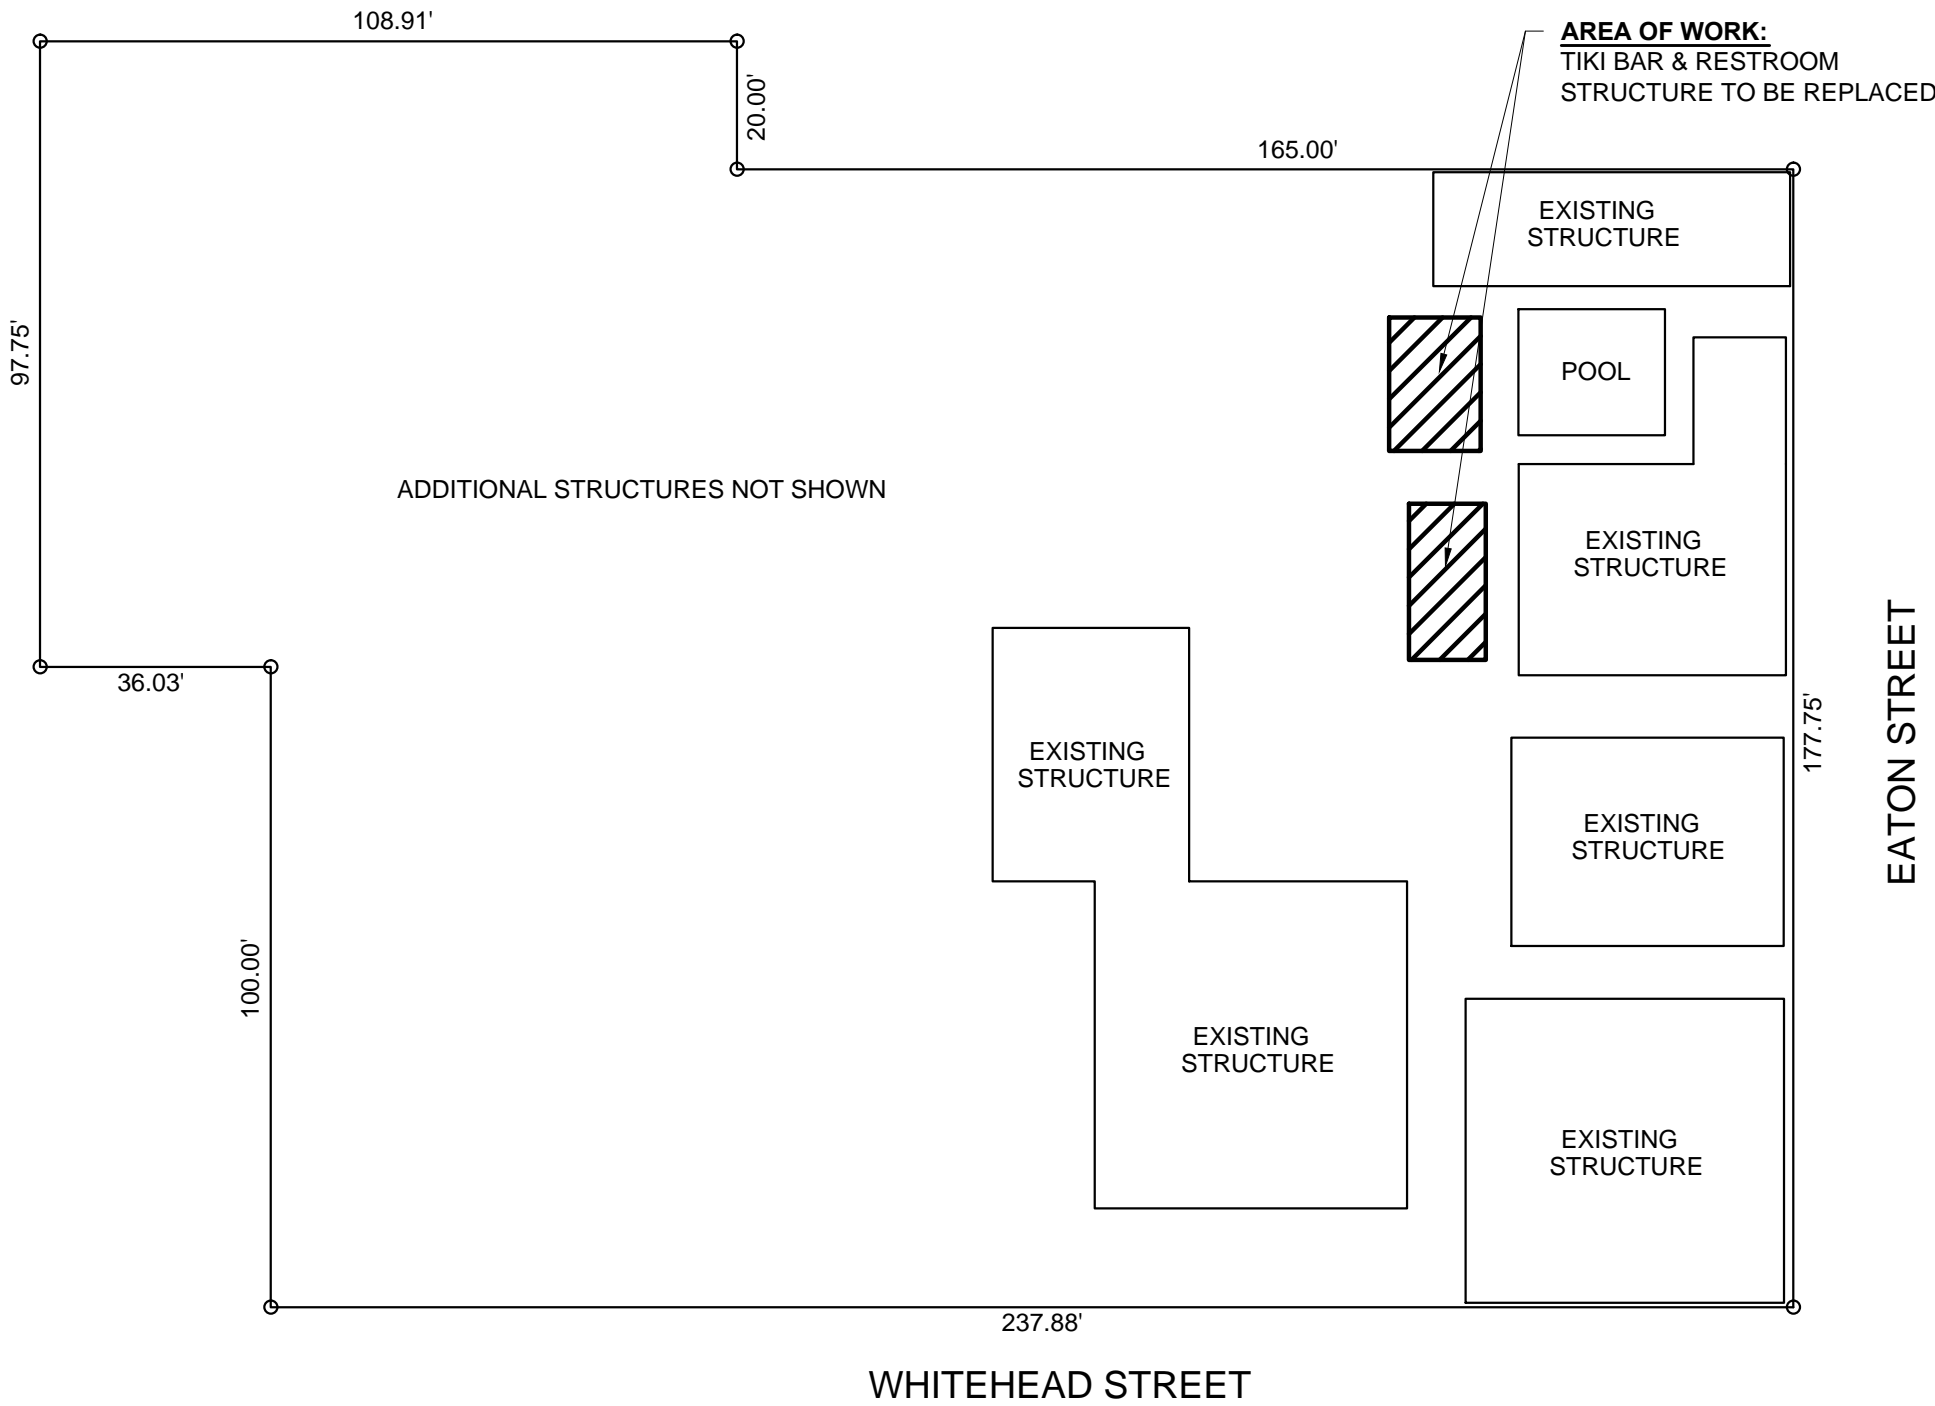 108.91'
AREA OF WORK:
TIKI BAR & RESTROOM
STRUCTURE TO BE REPLACED
20.00'
165.00'
EXISTING
STRUCTURE
97.75'
POOL
ADDITIONAL STRUCTURES NOT SHOWN
EXISTING
STRUCTURE
36.03'
EATON STREET
177.75'
EXISTING
STRUCTURE
EXISTING
STRUCTURE
100.00'
EXISTING
STRUCTURE
EXISTING
STRUCTURE
237.88'
WHITEHEAD STREET